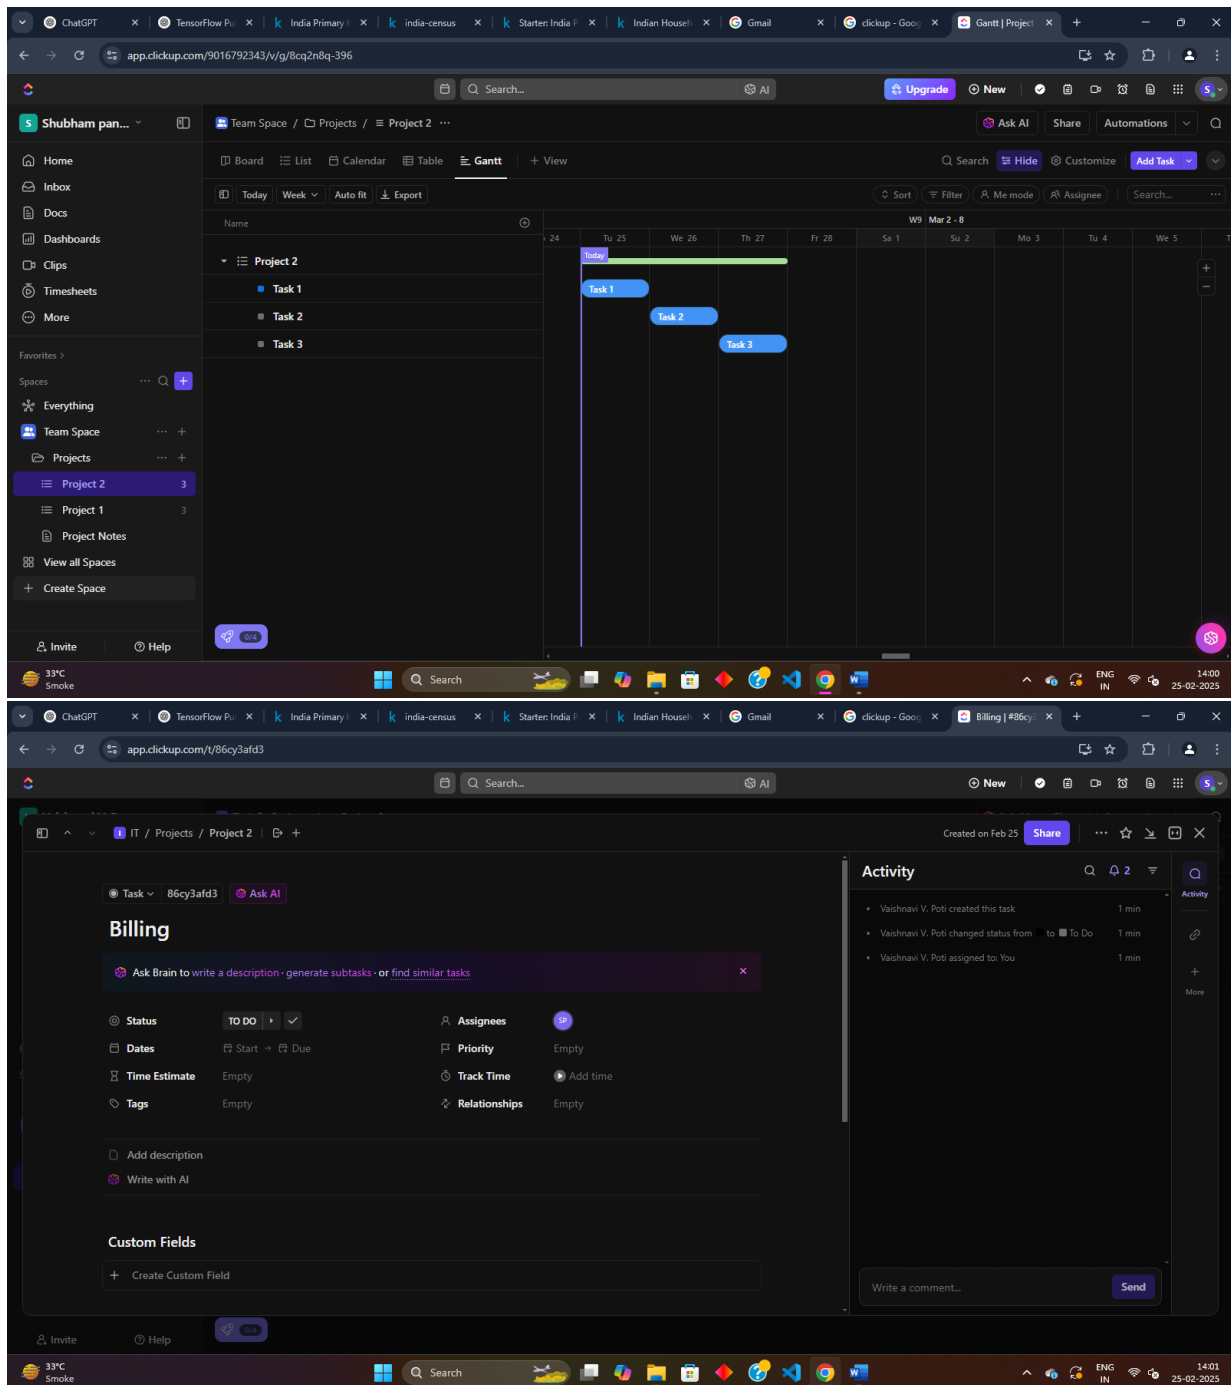 ChatGPT
TensorFlow Pu
India Primary
india-census
Starter: India P
Indian Househ
Gmail
clickup - Goog
Gantt | Project
app.clickup.com/9016792343/v/g/8cq2n8q-396
Search...
AI
Upgrade
New
S
S Shubham pan...
Team Space / Projects / Project 2 ...
Ask AI
Share
Automations
Home
Inbox
Docs
Dashboards
Clips
Timesheets
More
Favorites >
Spaces
Everything
Team Space
Projects
Project 2 3
Project 1 3
Project Notes
View all Spaces
+ Create Space
Invite
Help
Board
List
Calendar
Table
Gantt
+ View
Search
Hide
Customize
Add Task
Today
Week
Auto fit
Export
Sort
Filter
Me mode
Assignee
Search...
Name
W9 Mar 2 - 8
24 Tu 25 We 26 Th 27 Fr 28 Sa 1 Su 2 Mo 3 Tu 4 We 5 T
Today
Project 2
Task 1
Task 2
Task 3
Task 1
Task 2
Task 3
0/4
33°C
Smoke
Search
ENG
IN
14:00
25-02-2025
ChatGPT
TensorFlow Pu
India Primary
india-census
Starter: India P
Indian Househ
Gmail
clickup - Goog
Billing | #86cy3
app.clickup.com/t/86cy3afd3
Search...
AI
New
S
I IT / Projects / Project 2
Created on Feb 25
Share
Task
86cy3afd3
Ask AI
Billing
Ask Brain to write a description · generate subtasks · or find similar tasks
Status TO DO
Assignees SP
Dates Start → Due
Priority Empty
Time Estimate Empty
Track Time Add time
Tags Empty
Relationships Empty
Add description
Write with AI
Custom Fields
+ Create Custom Field
Activity
2
Vaishnavi V. Poti created this task 1 min
Vaishnavi V. Poti changed status from to To Do 1 min
Vaishnavi V. Poti assigned to: You 1 min
Write a comment...
Send
Activity
More
Invite
Help
0/4
33°C
Smoke
Search
ENG
IN
14:01
25-02-2025